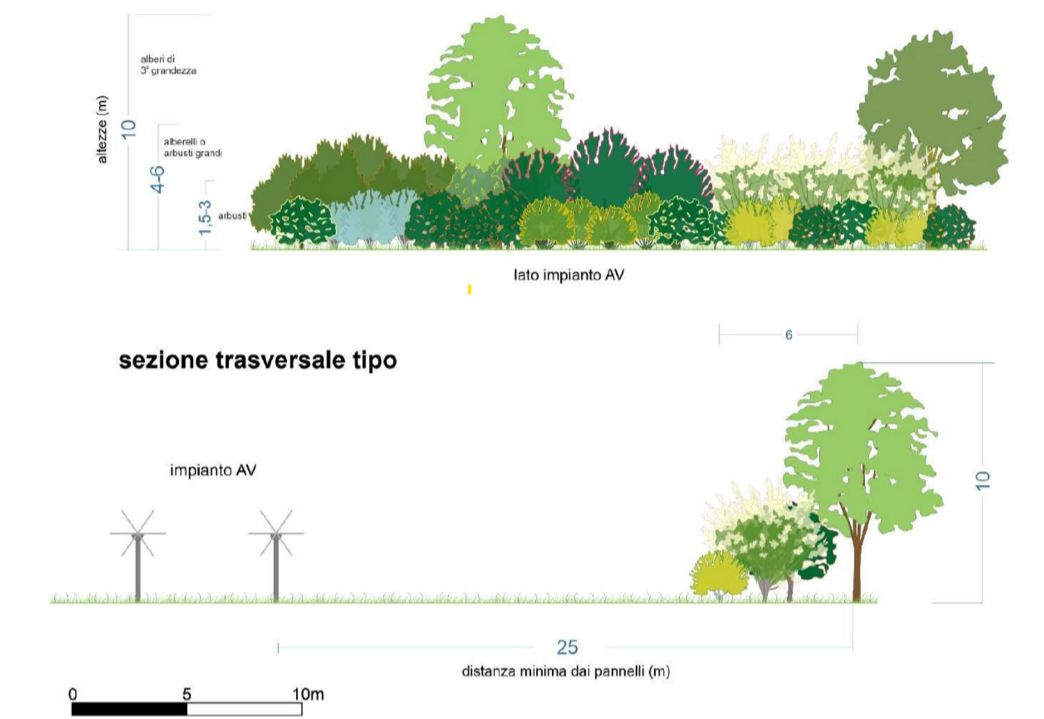 alberi di
3ª grandezza
altezze (m)
10
alberelli o
arbusti grandi
4-6
1,5-3
arbusti
lato impianto AV
6
sezione trasversale tipo
impianto AV
10
25
distanza minima dai pannelli (m)
0 5 10m